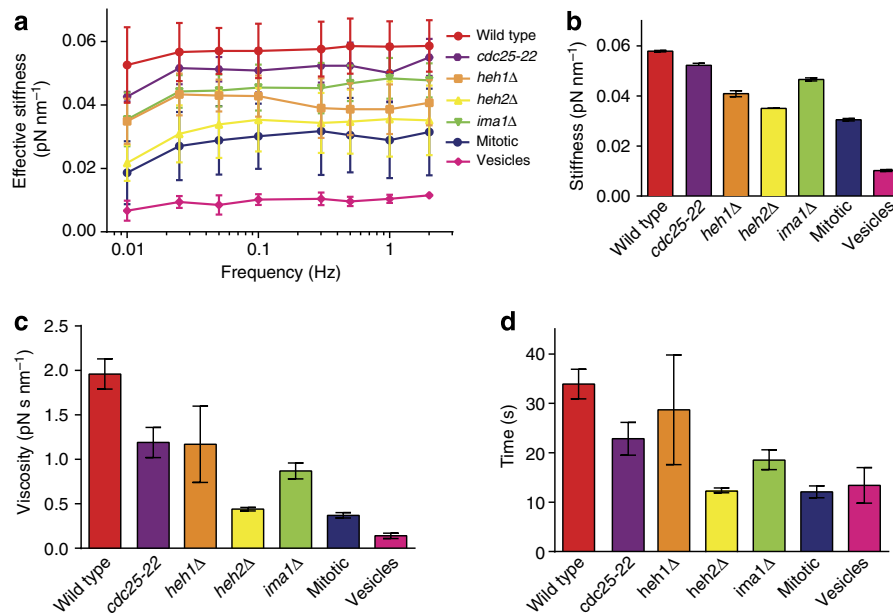 a
Effective stiffness
(pN nm⁻¹)
0.06
0.04
0.02
0.00
0.01
0.1
1
Frequency (Hz)
Wild type
cdc25-22
heh1Δ
heh2Δ
ima1Δ
Mitotic
Vesicles
b
Stiffness (pN nm⁻¹)
0.06
0.04
0.02
0.00
Wild type
cdc25-22
heh1Δ
heh2Δ
ima1Δ
Mitotic
Vesicles
c
Viscosity (pN s nm⁻¹)
2.5
2.0
1.5
1.0
0.5
0.0
Wild type
cdc25-22
heh1Δ
heh2Δ
ima1Δ
Mitotic
Vesicles
d
Time (s)
40
30
20
10
0
Wild type
cdc25-22
heh1Δ
heh2Δ
ima1Δ
Mitotic
Vesicles